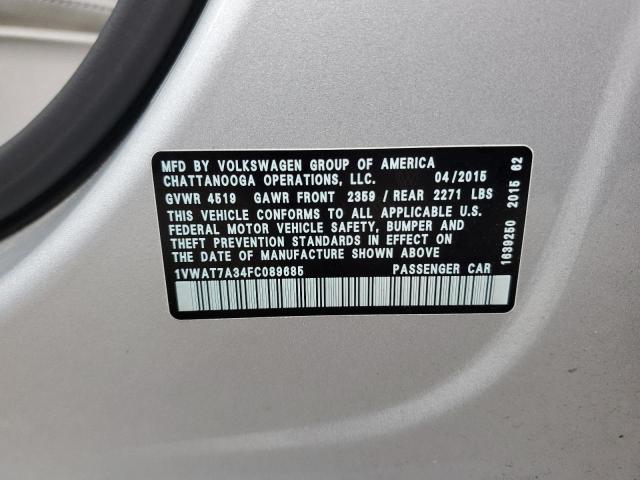 MFD BY VOLKSWAGEN GROUP OF AMERICA
CHATTANOOGA OPERATIONS, LLC. 04/2015
GVWR 4519 GAWR FRONT 2359 / REAR 2271 LBS
THIS VEHICLE CONFORMS TO ALL APPLICABLE U.S.
FEDERAL MOTOR VEHICLE SAFETY, BUMPER AND
THEFT PREVENTION STANDARDS IN EFFECT ON
THE DATE OF MANUFACTURE SHOWN ABOVE
1VWAT7A34FC089685 PASSENGER CAR
1639250 2015 62